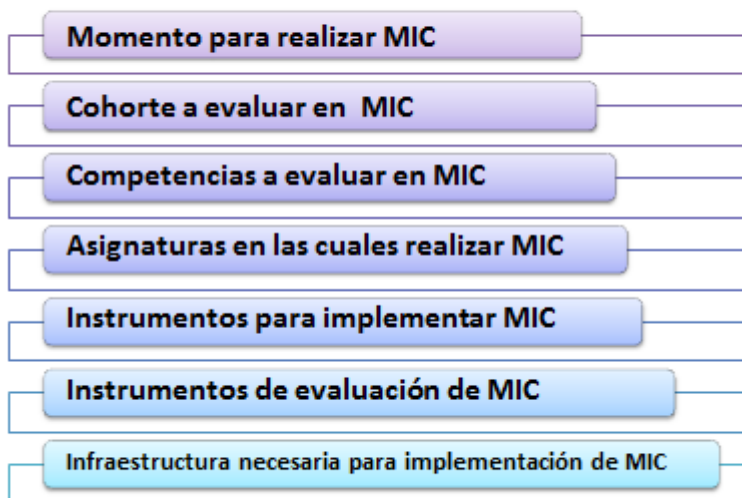 Momento para realizar MIC
Cohorte a evaluar en MIC
Competencias a evaluar en MIC
Asignaturas en las cuales realizar MIC
Instrumentos para implementar MIC
Instrumentos de evaluación de MIC
Infraestructura necesaria para implementación de MIC